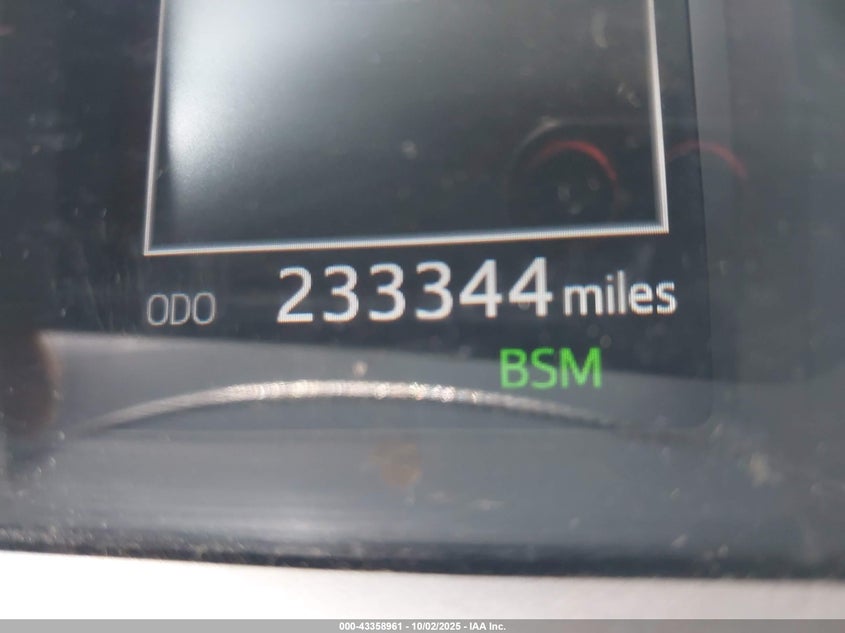 ODO 233344 miles
BSM
000-43358961 - 10/02/2025 - IAA Inc.